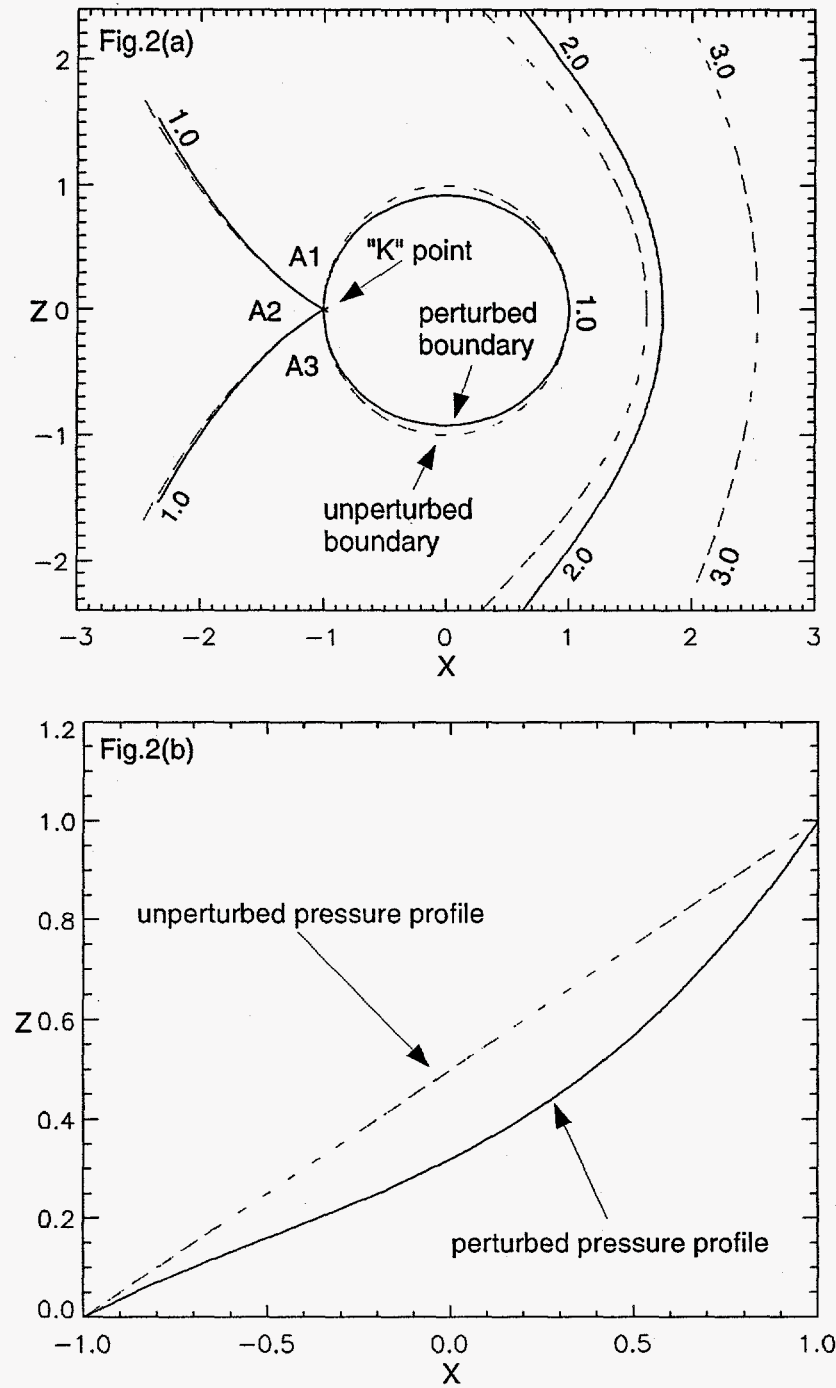 Fig.2(a)
2.0
3.0
1.0
A1
"K" point
A2
perturbed
boundary
1.0
A3
1.0
unperturbed
boundary
2.0
3.0
2
1
Z 0
−1
−2
−3 −2 −1 0 1 2 3
X
Fig.2(b)
1.2
1.0
unperturbed pressure profile
0.8
Z 0.6
0.4
0.2
perturbed pressure profile
0.0
−1.0 −0.5 0.0 0.5 1.0
X